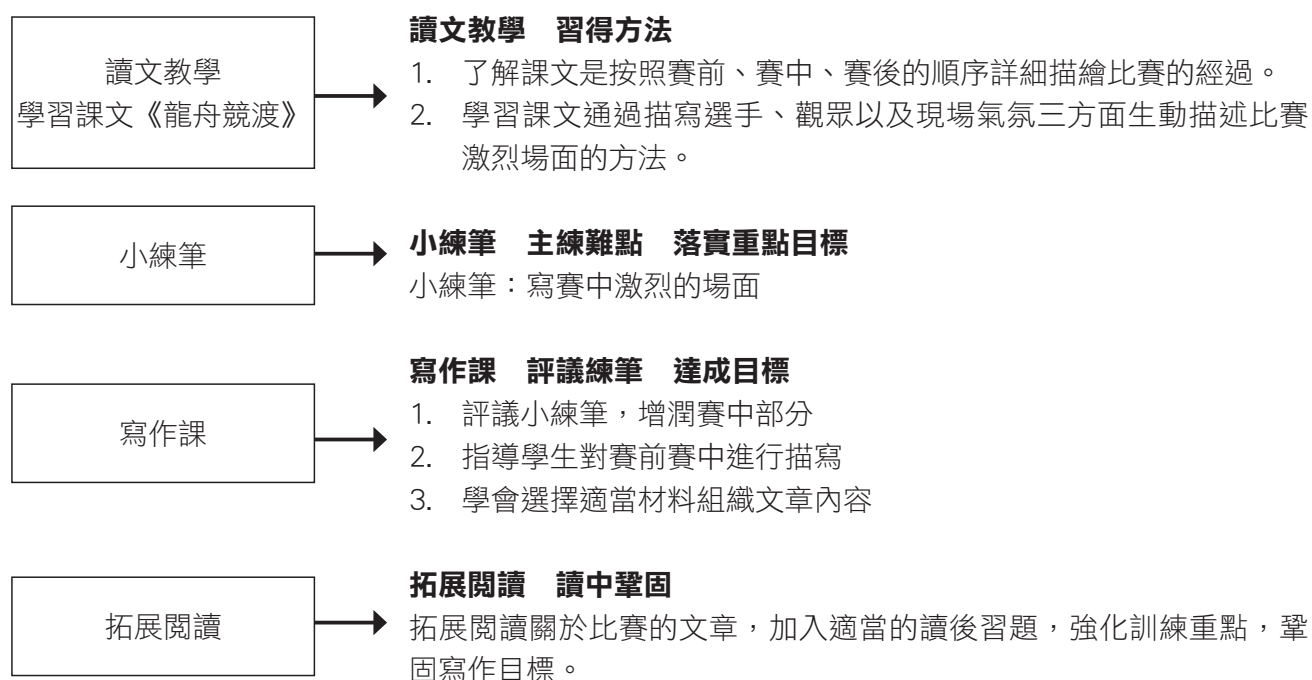 讀文教學
學習課文《龍舟競渡》
讀文教學　習得方法
1.	了解課文是按照賽前、賽中、賽後的順序詳細描繪比賽的經過。
2.	學習課文通過描寫選手、觀眾以及現場氣氛三方面生動描述比賽
激烈場面的方法。
小練筆
小練筆　主練難點　落實重點目標
小練筆：寫賽中激烈的場面
寫作課
寫作課　評議練筆　達成目標
1.	評議小練筆，增潤賽中部分
2.	指導學生對賽前賽中進行描寫
3.	學會選擇適當材料組織文章內容
拓展閱讀
拓展閱讀　讀中鞏固
拓展閱讀關於比賽的文章，加入適當的讀後習題，強化訓練重點，鞏
固寫作目標。